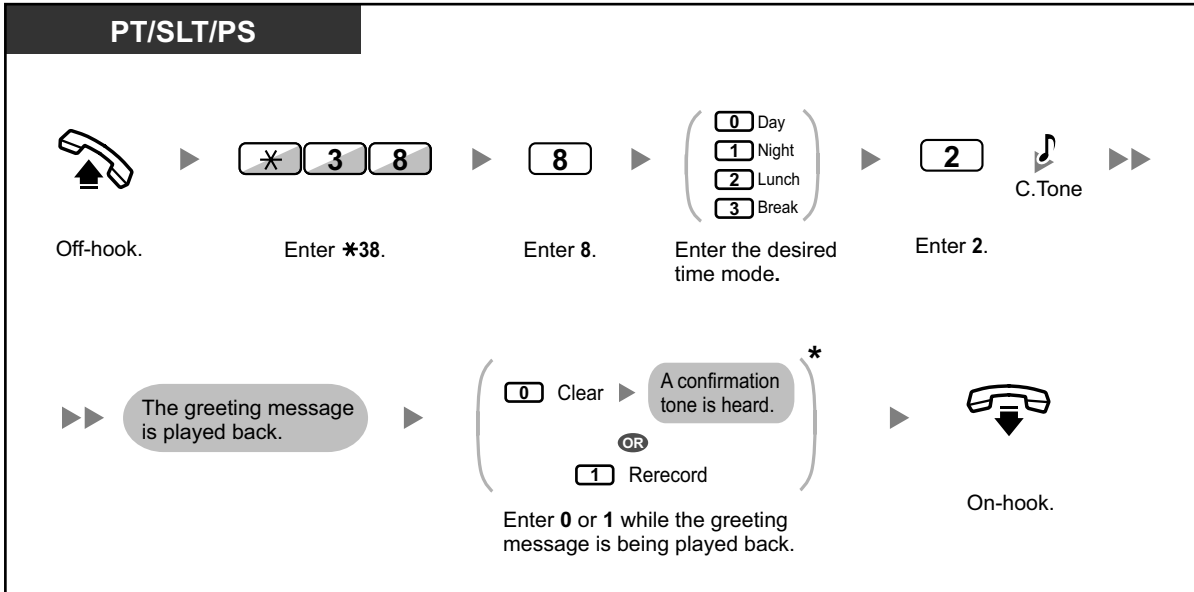 PT/SLT/PS
0 Day
1 Night
2 Lunch
3 Break
✳ 3 8
8
2
C.Tone
Off-hook.
Enter ✳38.
Enter 8.
Enter the desired
time mode.
Enter 2.
The greeting message
is played back.
0 Clear
A confirmation
tone is heard.
*
OR
1 Rerecord
Enter 0 or 1 while the greeting
message is being played back.
On-hook.